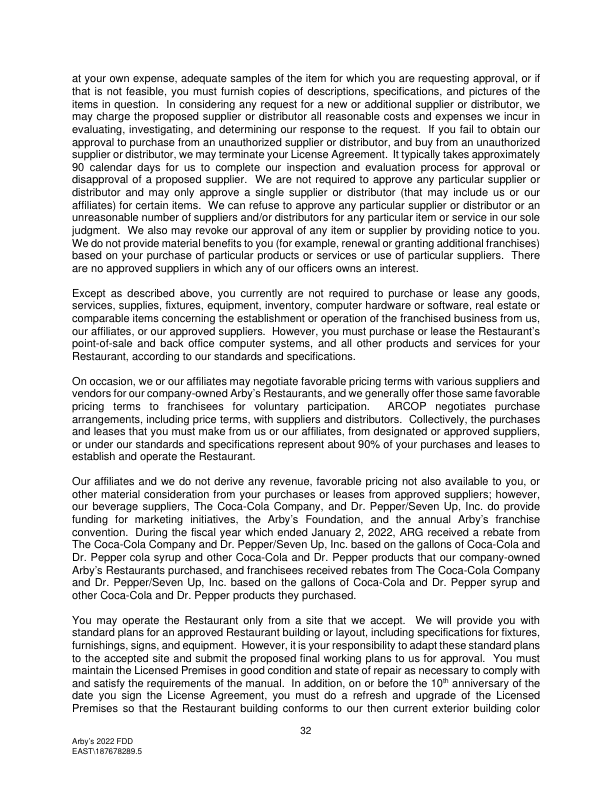 at your own expense, adequate samples of the item for which you are requesting approval, or if
that is not feasible, you must furnish copies of descriptions, specifications, and pictures of the
items in question. In considering any request for a new or additional supplier or distributor, we
may charge the proposed supplier or distributor all reasonable costs and expenses we incur in
evaluating, investigating, and determining our response to the request. If you fail to obtain our
approval to purchase from an unauthorized supplier or distributor, and buy from an unauthorized
supplier or distributor, we may terminate your License Agreement. It typically takes approximately
90 calendar days for us to complete our inspection and evaluation process for approval or
disapproval of a proposed supplier. We are not required to approve any particular supplier or
distributor and may only approve a single supplier or distributor (that may include us or our
affiliates) for certain items. We can refuse to approve any particular supplier or distributor or an
unreasonable number of suppliers and/or distributors for any particular item or service in our sole
judgment. We also may revoke our approval of any item or supplier by providing notice to you.
We do not provide material benefits to you (for example, renewal or granting additional franchises)
based on your purchase of particular products or services or use of particular suppliers. There
are no approved suppliers in which any of our officers owns an interest.

Except as described above, you currently are not required to purchase or lease any goods,
services, supplies, fixtures, equipment, inventory, computer hardware or software, real estate or
comparable items concerning the establishment or operation of the franchised business from us,
our affiliates, or our approved suppliers. However, you must purchase or lease the Restaurant's
point-of-sale and back office computer systems, and all other products and services for your
Restaurant, according to our standards and specifications.

On occasion, we or our affiliates may negotiate favorable pricing terms with various suppliers and
vendors for our company-owned Arby's Restaurants, and we generally offer those same favorable
pricing terms to franchisees for voluntary participation. ARCOP negotiates purchase
arrangements, including price terms, with suppliers and distributors. Collectively, the purchases
and leases that you must make from us or our affiliates, from designated or approved suppliers,
or under our standards and specifications represent about 90% of your purchases and leases to
establish and operate the Restaurant.

Our affiliates and we do not derive any revenue, favorable pricing not also available to you, or
other material consideration from your purchases or leases from approved suppliers; however,
our beverage suppliers, The Coca-Cola Company, and Dr. Pepper/Seven Up, Inc. do provide
funding for marketing initiatives, the Arby's Foundation, and the annual Arby's franchise
convention. During the fiscal year which ended January 2, 2022, ARG received a rebate from
The Coca-Cola Company and Dr. Pepper/Seven Up, Inc. based on the gallons of Coca-Cola and
Dr. Pepper cola syrup and other Coca-Cola and Dr. Pepper products that our company-owned
Arby's Restaurants purchased, and franchisees received rebates from The Coca-Cola Company
and Dr. Pepper/Seven Up, Inc. based on the gallons of Coca-Cola and Dr. Pepper syrup and
other Coca-Cola and Dr. Pepper products they purchased.

You may operate the Restaurant only from a site that we accept. We will provide you with
standard plans for an approved Restaurant building or layout, including specifications for fixtures,
furnishings, signs, and equipment. However, it is your responsibility to adapt these standard plans
to the accepted site and submit the proposed final working plans to us for approval. You must
maintain the Licensed Premises in good condition and state of repair as necessary to comply with
and satisfy the requirements of the manual. In addition, on or before the 10th anniversary of the
date you sign the License Agreement, you must do a refresh and upgrade of the Licensed
Premises so that the Restaurant building conforms to our then current exterior building color

32
Arby's 2022 FDD
EAST\187678289.5